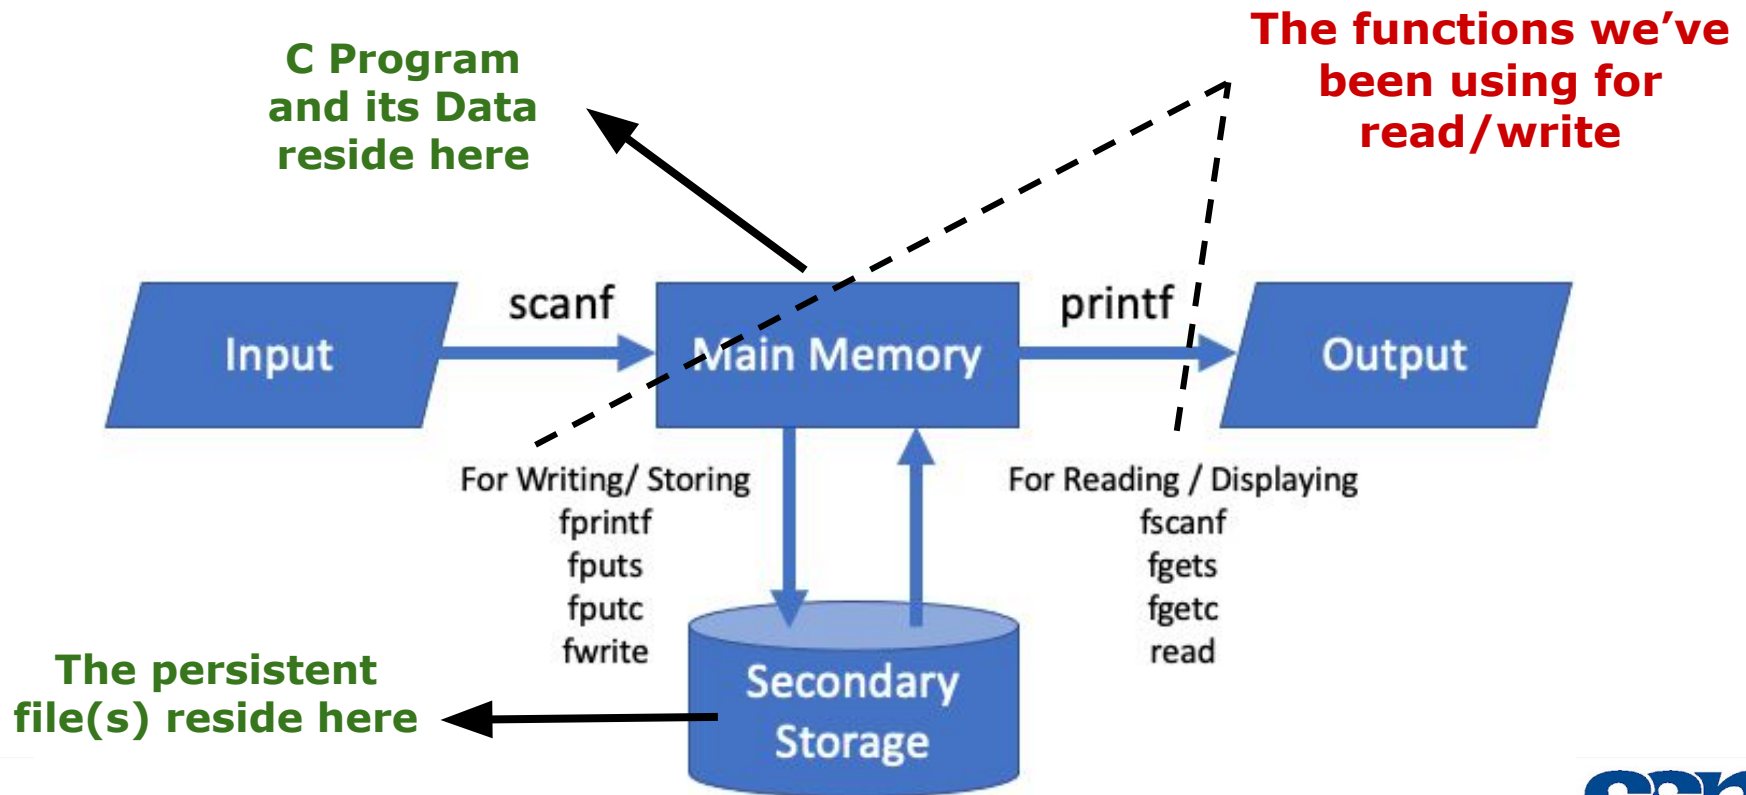 C Program
and its Data
reside here
The functions we’ve
been using for
read/write
scanf
printf
Input
Main Memory
Output
For Writing/ Storing
fprintf
fputs
fputc
fwrite
For Reading / Displaying
fscanf
fgets
fgetc
read
The persistent
file(s) reside here
Secondary
Storage